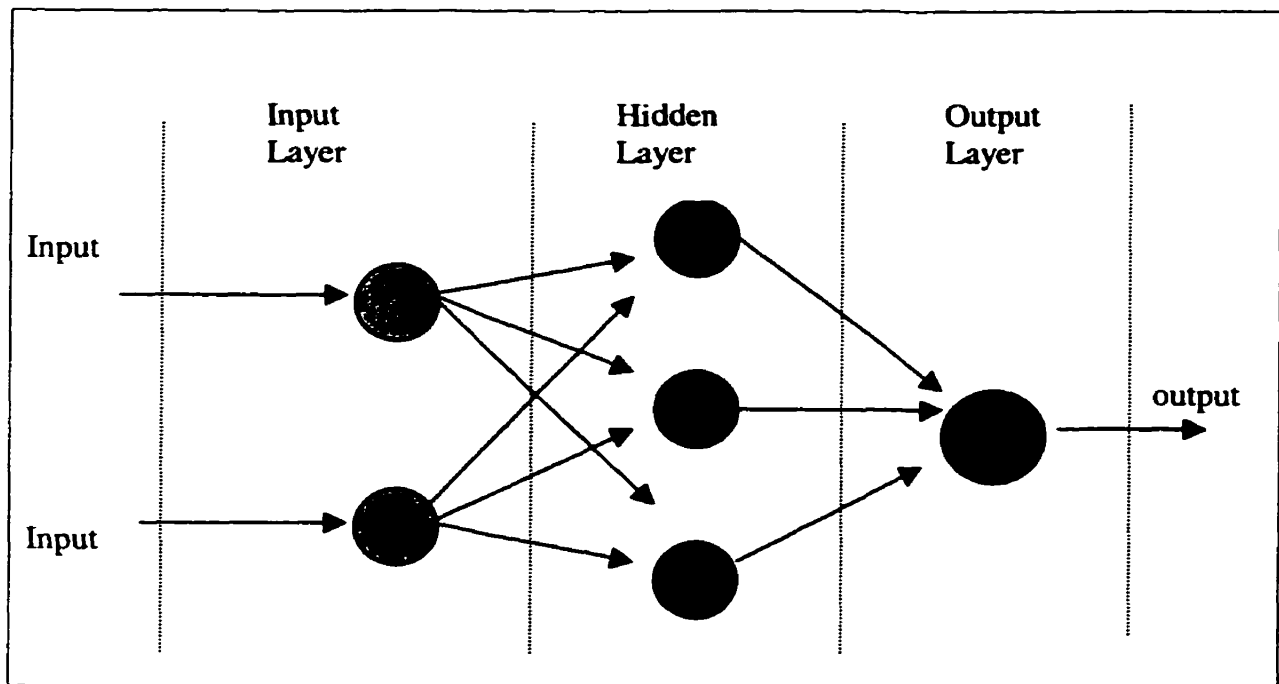 Input
Layer
Hidden
Layer
Output
Layer
Input
output
Input